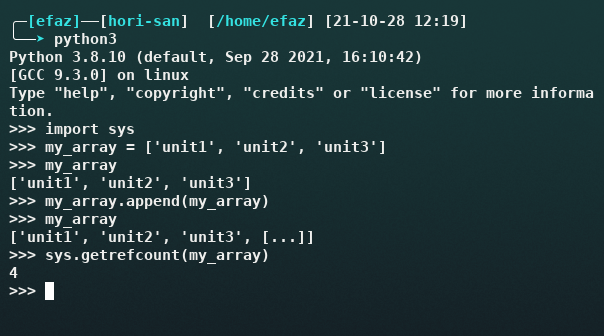 ╭─[efaz]──[hori-san]  [/home/efaz] [21-10-28 12:19]
╰──➤ python3
Python 3.8.10 (default, Sep 28 2021, 16:10:42)
[GCC 9.3.0] on linux
Type "help", "copyright", "credits" or "license" for more informa
tion.
>>> import sys
>>> my_array = ['unit1', 'unit2', 'unit3']
>>> my_array
['unit1', 'unit2', 'unit3']
>>> my_array.append(my_array)
>>> my_array
['unit1', 'unit2', 'unit3', [...]]
>>> sys.getrefcount(my_array)
4
>>>